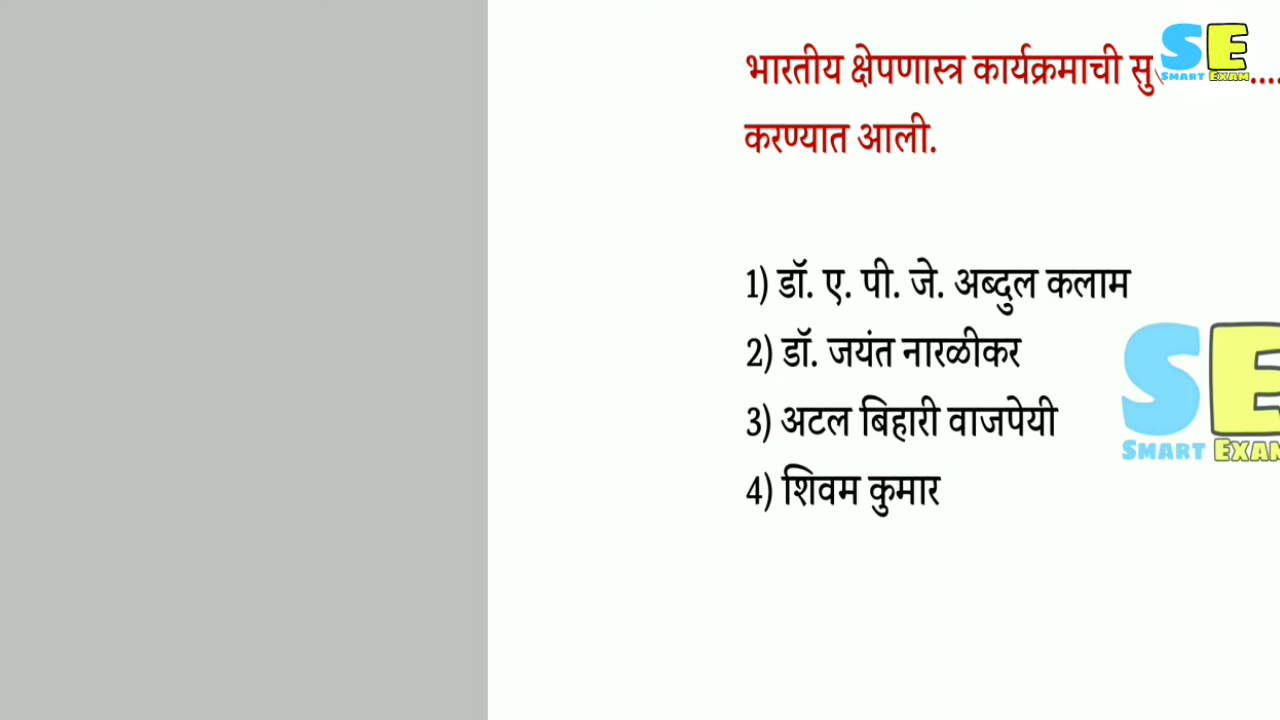 भारतीय क्षेपणास्त्र कार्यक्रमाची ....
करण्यात आली.
1) डॉ. ए. पी. जे. अब्दुल कलाम
2) डॉ. जयंत नारळीकर
3) अटल बिहारी वाजपेयी
4) शिवम कुमार
SE
SMART EXAM
SE
SMART EXAM